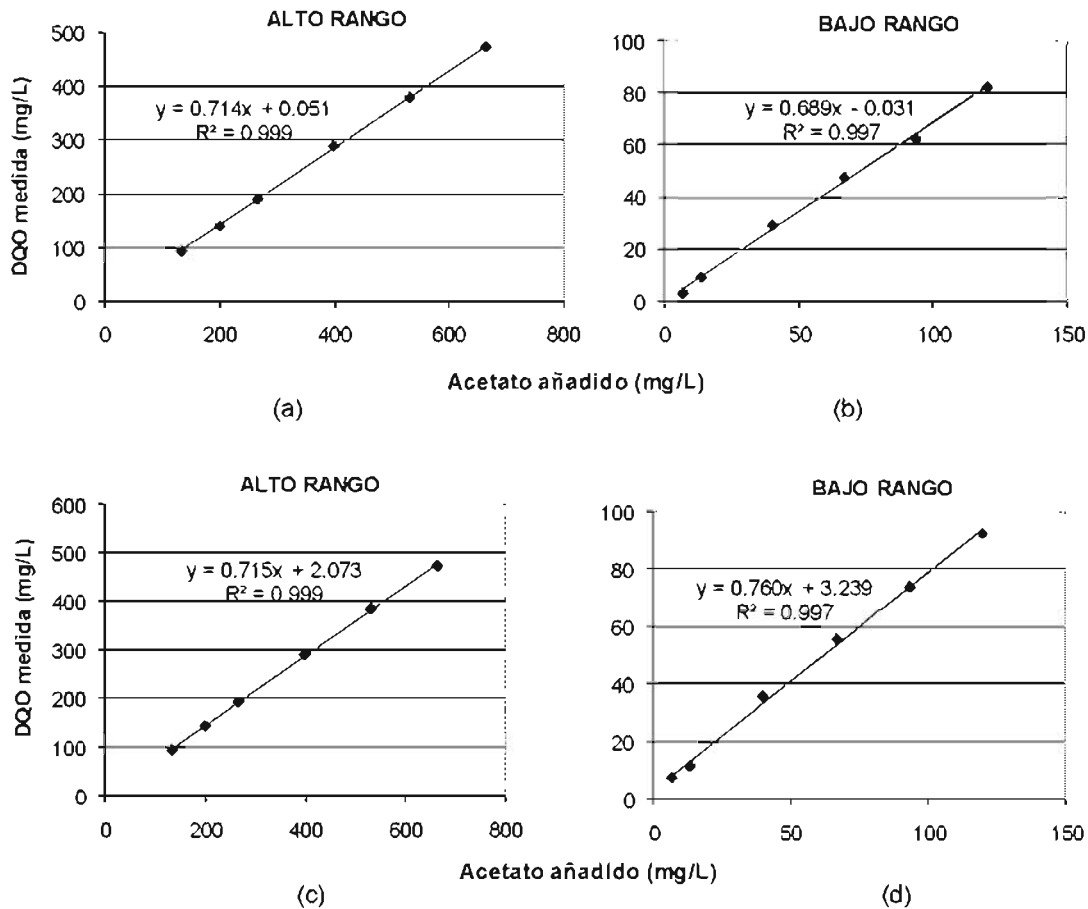 ALTO RANGO
500
400
300
200
100
0
y = 0.714x + 0.051
R² = 0.999
DQO medida (mg/L)
0
200
400
600
800
(a)
BAJO RANGO
100
80
60
40
20
0
y = 0.689x - 0.031
R² = 0.997
0
50
100
150
Acetato añadido (mg/L)
(b)
ALTO RANGO
600
500
400
300
200
100
0
y = 0.715x + 2.073
R² = 0.999
DQO medida (mg/L)
0
200
400
600
800
(c)
BAJO RANGO
100
80
60
40
20
0
y = 0.760x + 3.239
R² = 0.997
0
50
100
150
Acetato añadido (mg/L)
(d)